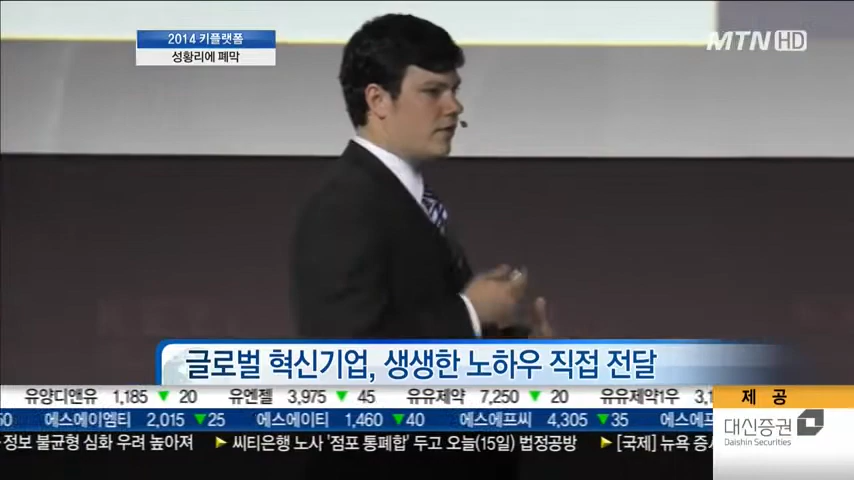 2014 키플랫폼
성황리에 폐막
MTN HD
글로벌 혁신기업, 생생한 노하우 직접 전달
유양디앤유 1,185 ▼ 20 유엔젤 3,975 ▼ 45 유유제약 7,250 ▼ 20 유유제약1우
제 공
에스에이엠티 2,015 ▼25 에스에이티 1,460 ▼40 에스에프씨 4,305 ▼35
정보 불균형 심화 우려 높아져 ▶ 씨티은행 노사 '점포 통폐합' 두고 오늘(15일) 법정공방 ▶ [국제] 뉴욕
대신증권
Daishin Securities